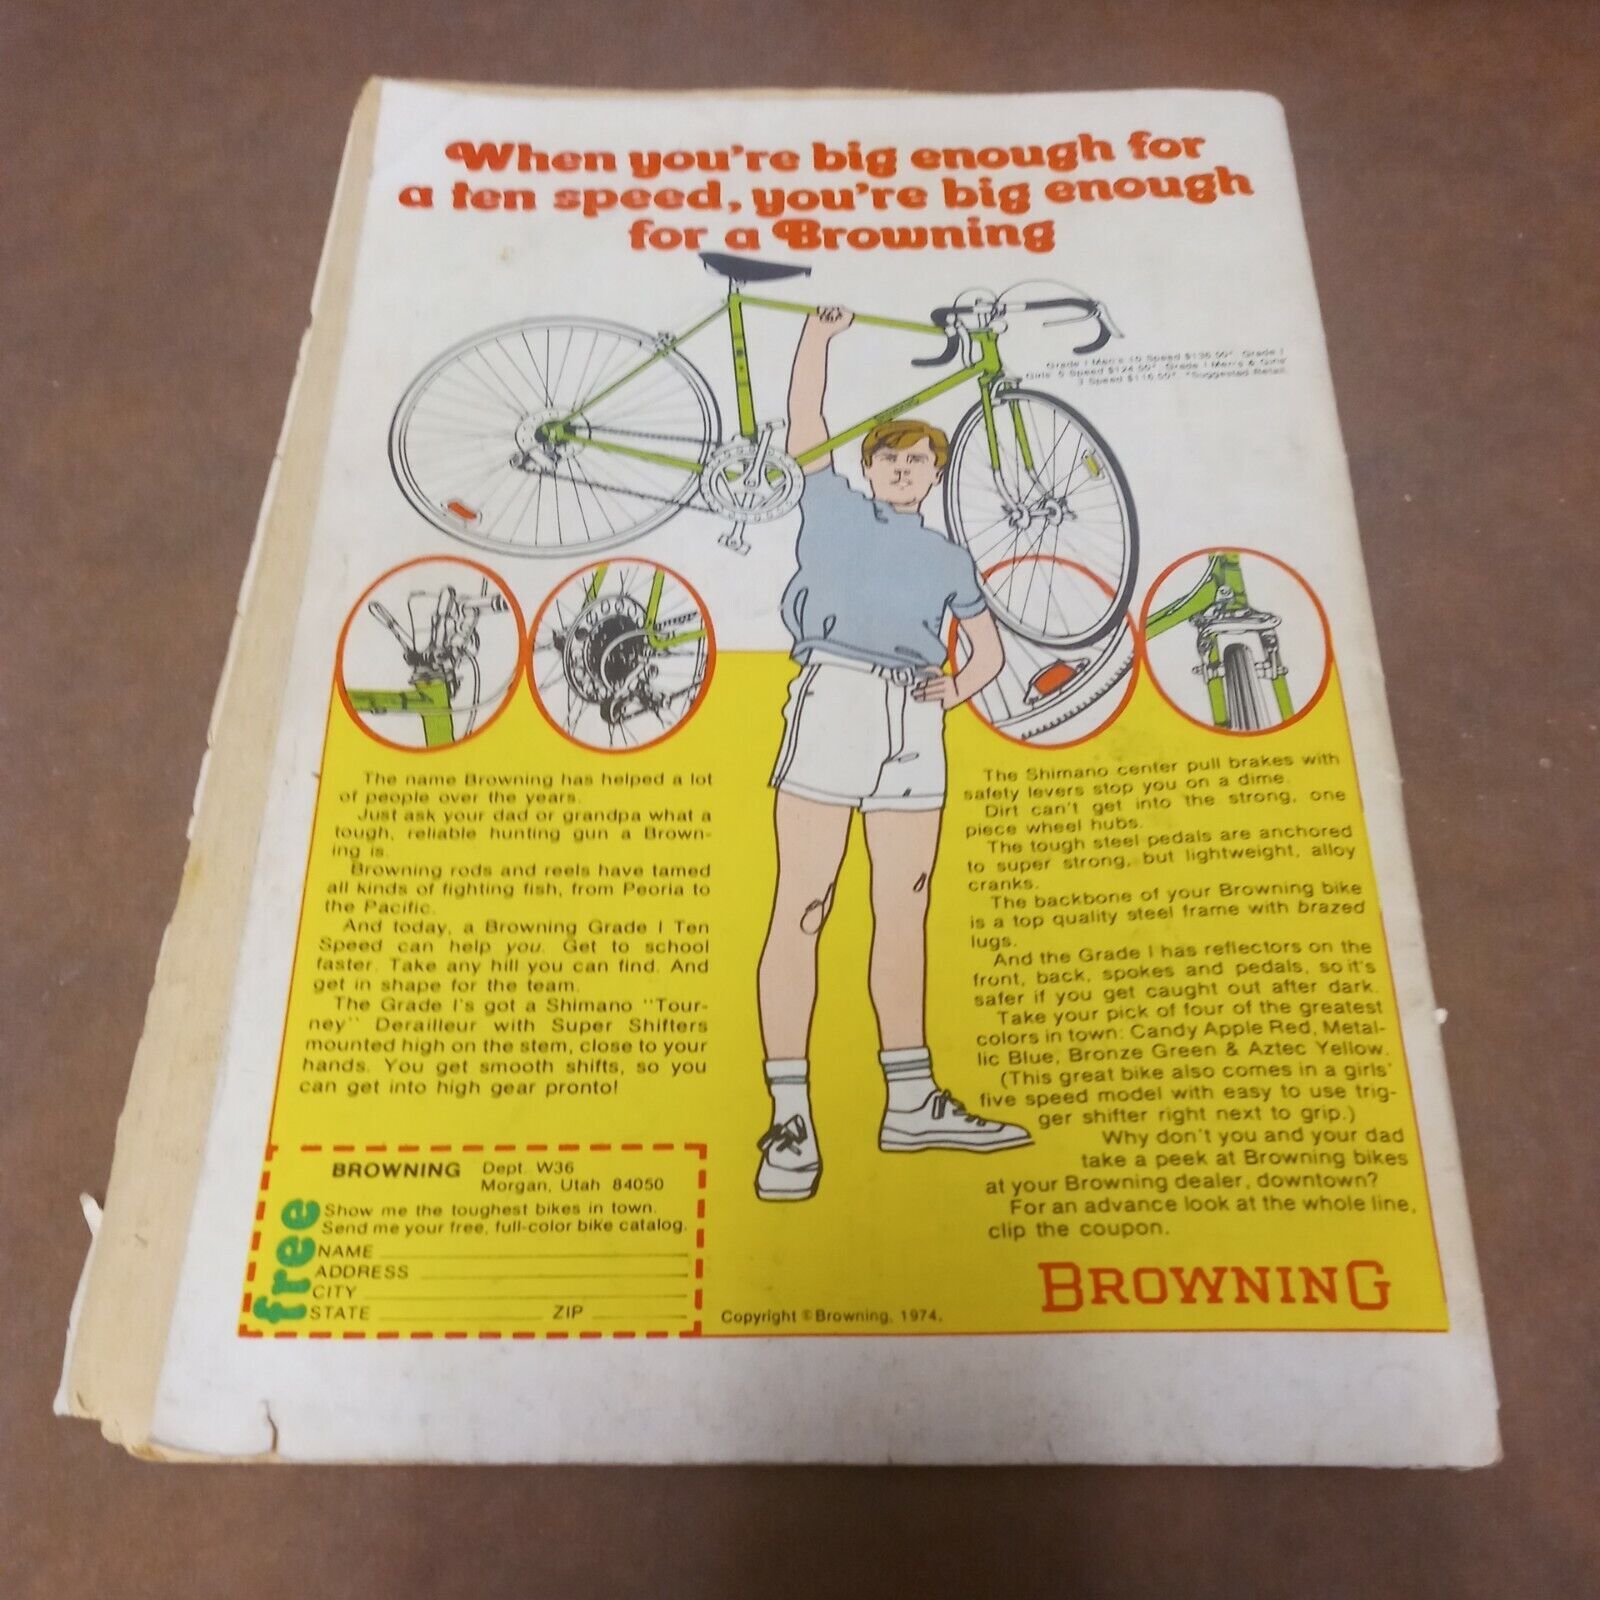 When you're big enough for
a ten speed, you're big enough
for a Browning
Grade I Men's 10 Speed $136.00* Grade I
Girls' 5 Speed $124.00* Grade I Men's & Girls'
3 Speed $116.00* *Suggested Retail.
BROWNING
The name Browning has helped a lot
of people over the years.
Just ask your dad or grandpa what a
tough, reliable hunting gun a Brown-
ing is.
Browning rods and reels have tamed
all kinds of fighting fish, from Peoria to
the Pacific.
And today, a Browning Grade I Ten
Speed can help you. Get to school
faster. Take any hill you can find. And
get in shape for the team.
The Grade I's got a Shimano "Tour-
ney" Derailleur with Super Shifters
mounted high on the stem, close to your
hands. You get smooth shifts, so you
can get into high gear pronto!
The Shimano center pull brakes with
safety levers stop you on a dime.
Dirt can't get into the strong, one
piece wheel hubs.
The tough steel pedals are anchored
to super strong, but lightweight, alloy
cranks.
The backbone of your Browning bike
is a top quality steel frame with brazed
lugs.
And the Grade I has reflectors on the
front, back, spokes and pedals, so it's
safer if you get caught out after dark.
Take your pick of four of the greatest
colors in town: Candy Apple Red, Metal-
lic Blue, Bronze Green & Aztec Yellow.
(This great bike also comes in a girls'
five speed model with easy to use trig-
ger shifter right next to grip.)
Why don't you and your dad
take a peek at Browning bikes
at your Browning dealer, downtown?
For an advance look at the whole line,
clip the coupon.
free
BROWNING Dept. W36
Morgan, Utah 84050
Show me the toughest bikes in town.
Send me your free, full-color bike catalog.
NAME
ADDRESS
CITY
STATE ZIP
Copyright © Browning, 1974.
BROWNING